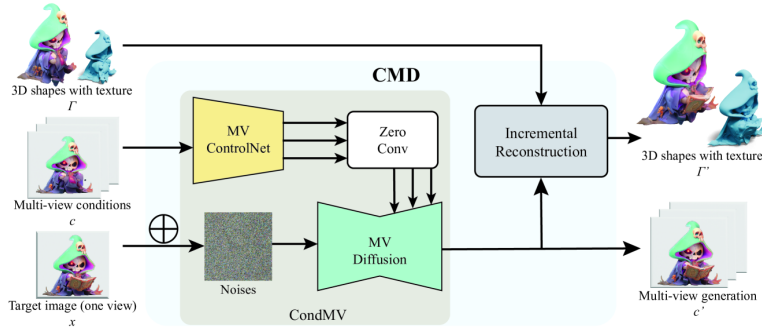 3D shapes with texture
Γ
Multi-view conditions
c
Target image (one view)
x
CMD
MV
ControlNet
Zero
Conv
Noises
MV
Diffusion
CondMV
Incremental
Reconstruction
3D shapes with texture
Γ'
Multi-view generation
c'